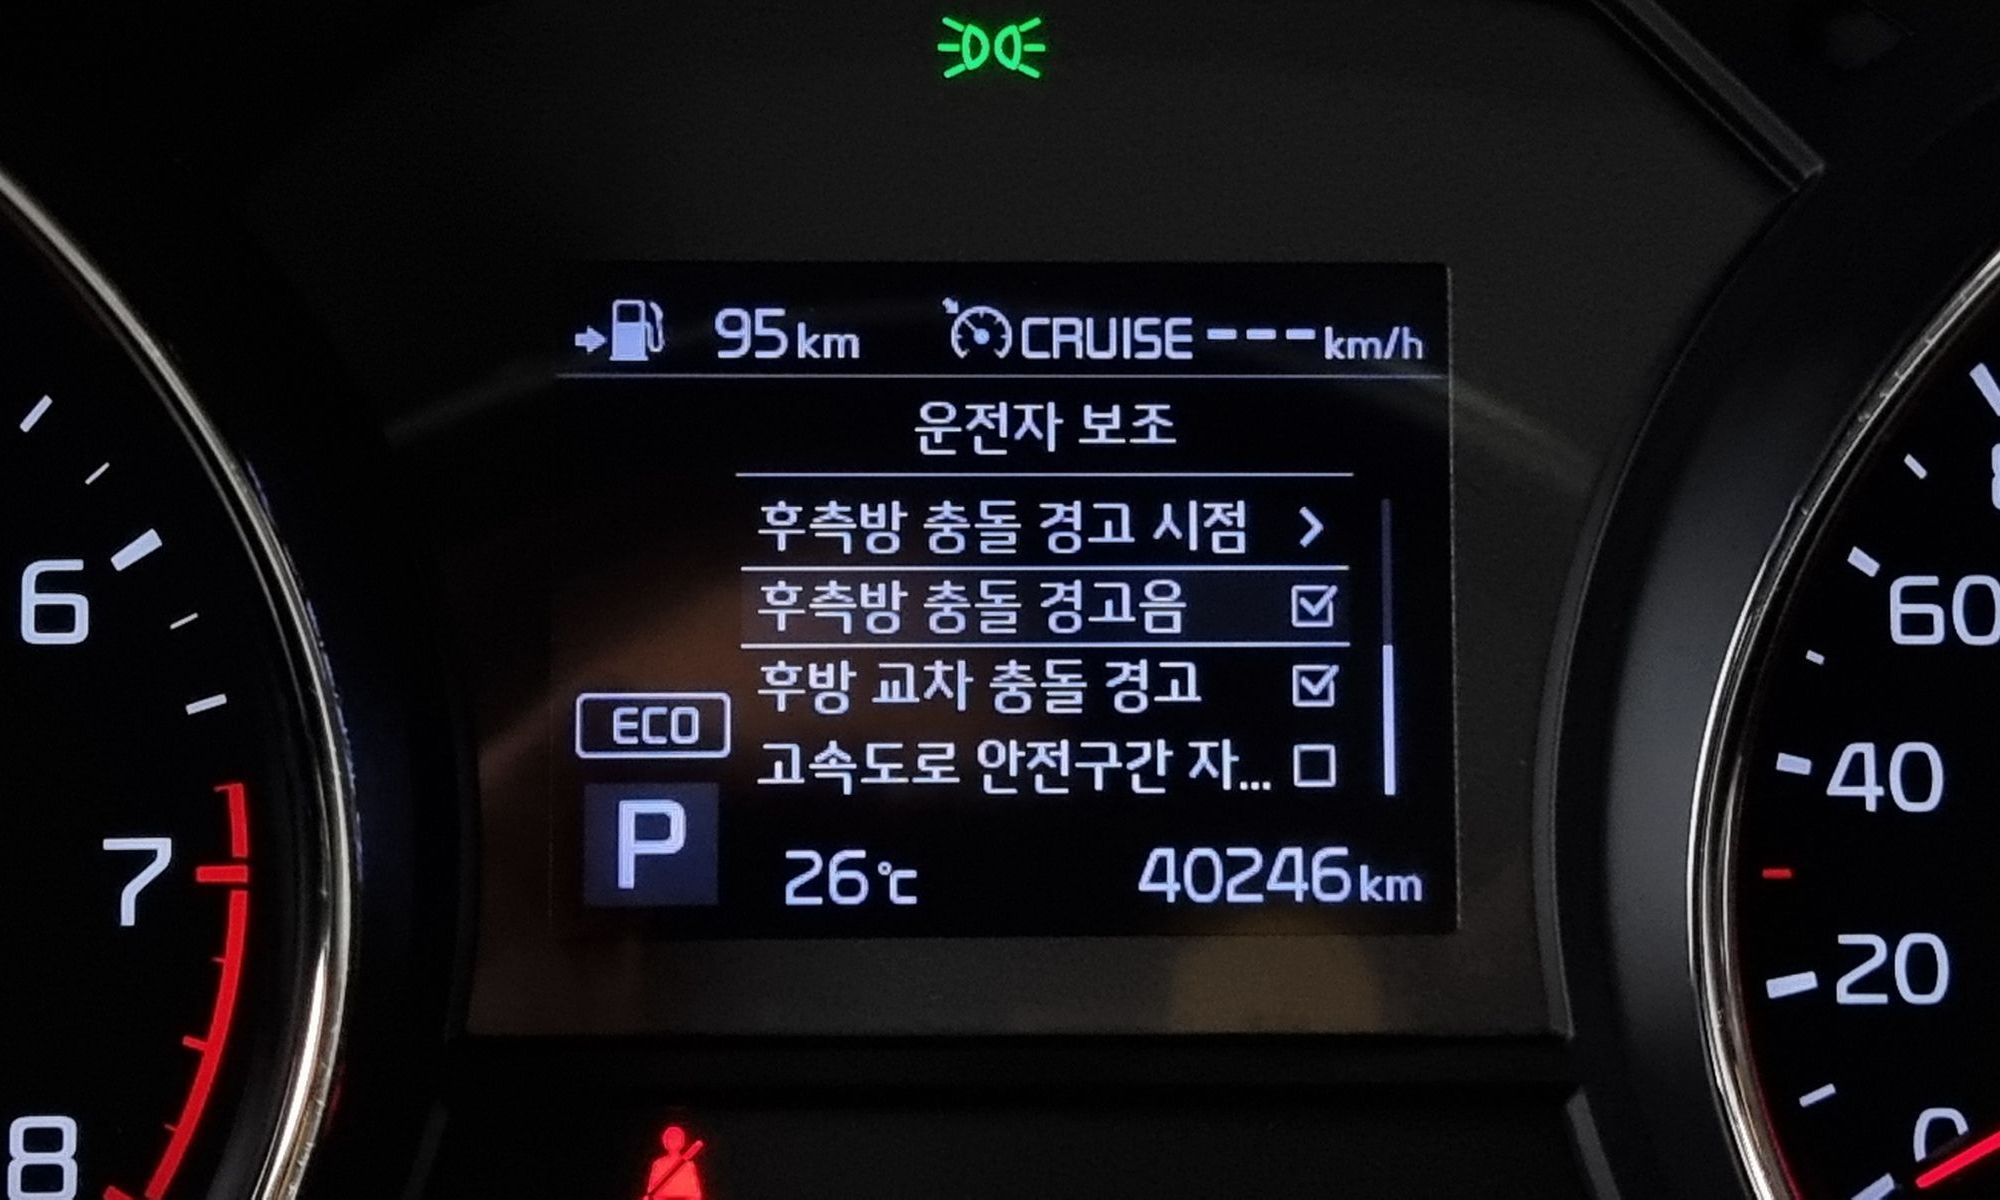 95km CRUISE---km/h
운전자 보조
후측방 충돌 경고 시점 >
후측방 충돌 경고음
후방 교차 충돌 경고
고속도로 안전구간 자...
ECO
P
26℃ 40246km
6
7
8
60
40
20
0